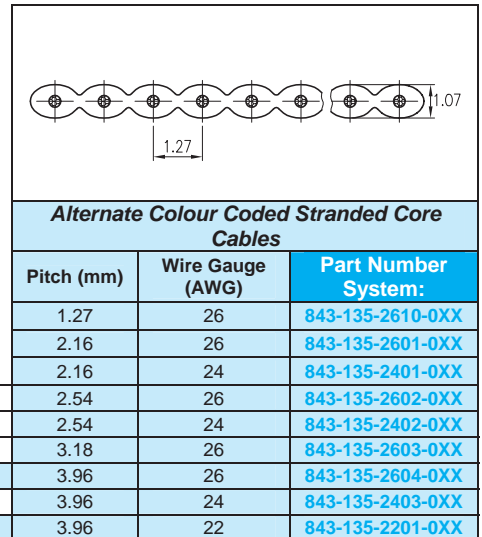 1.07
1.27
Alternate Colour Coded Stranded Core
Cables
Pitch (mm) Wire Gauge (AWG) Part Number System:
1.27 26 843-135-2610-0XX
2.16 26 843-135-2601-0XX
2.16 24 843-135-2401-0XX
2.54 26 843-135-2602-0XX
2.54 24 843-135-2402-0XX
3.18 26 843-135-2603-0XX
3.96 26 843-135-2604-0XX
3.96 24 843-135-2403-0XX
3.96 22 843-135-2201-0XX